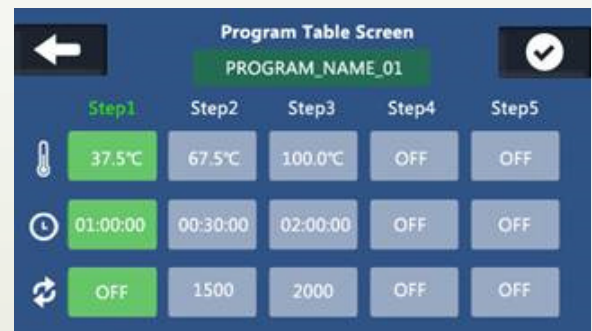 Program Table Screen
PROGRAM_NAME_01
Step1 Step2 Step3 Step4 Step5
37.5℃ 67.5℃ 100.0℃ OFF OFF
01:00:00 00:30:00 02:00:00 OFF OFF
OFF 1500 2000 OFF OFF